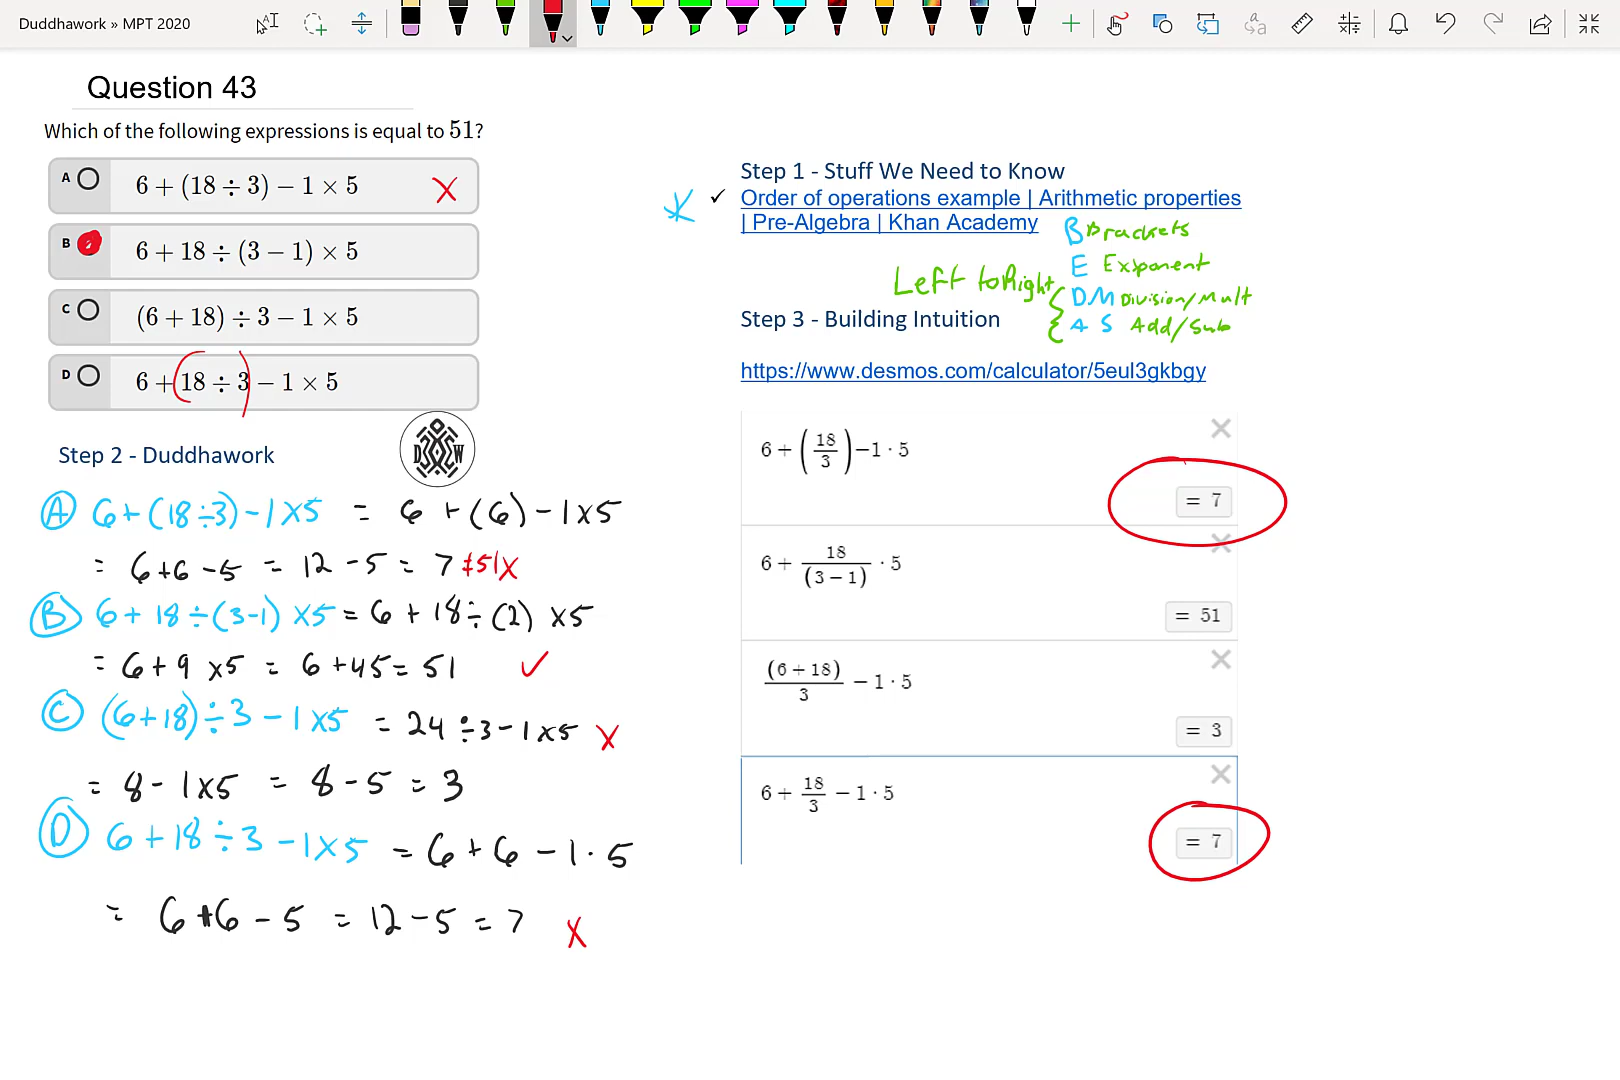 Duddhawork » MPT 2020
Question 43
Which of the following expressions is equal to 51?
A 6 + (18 ÷ 3) − 1 × 5 X
B 6 + 18 ÷ (3 − 1) × 5
C (6 + 18) ÷ 3 − 1 × 5
D 6 + (18 ÷ 3) − 1 × 5
Step 2 - Duddhawork
D W
Ⓐ 6+(18÷3)-1x5 = 6 +(6)-1x5
= 6+6-5 = 12-5 = 7 ≠51x
Ⓑ 6+18÷(3-1) x5 = 6 + 18÷(2) x5
= 6+9 x5 = 6+45 = 51 ✓
Ⓒ (6+18)÷3-1x5 = 24÷3-1x5 X
= 8-1x5 = 8-5 = 3
Ⓓ 6+18÷3-1x5 = 6+6-1·5
= 6+6-5 = 12-5 = 7 X
Step 1 - Stuff We Need to Know
✓ Order of operations example | Arithmetic properties
| Pre-Algebra | Khan Academy
B Brackets
E Exponent
Left to Right { DM Division/Mult
A S Add/Sub
Step 3 - Building Intuition
https://www.desmos.com/calculator/5eul3gkbgy
6 + (18/3) − 1 · 5
= 7
6 + 18/(3 − 1) · 5
= 51
(6 + 18)/3 − 1 · 5
= 3
6 + 18/3 − 1 · 5
= 7